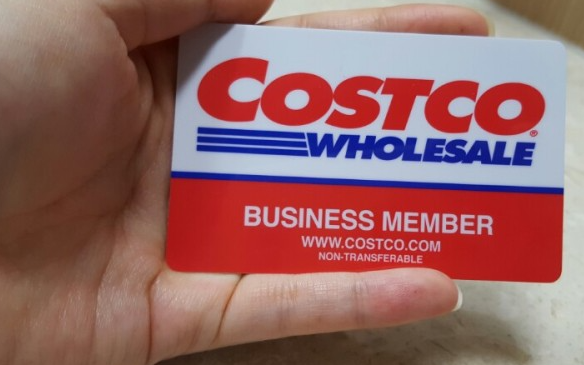 COSTCO®
WHOLESALE
BUSINESS MEMBER
WWW.COSTCO.COM
NON-TRANSFERABLE